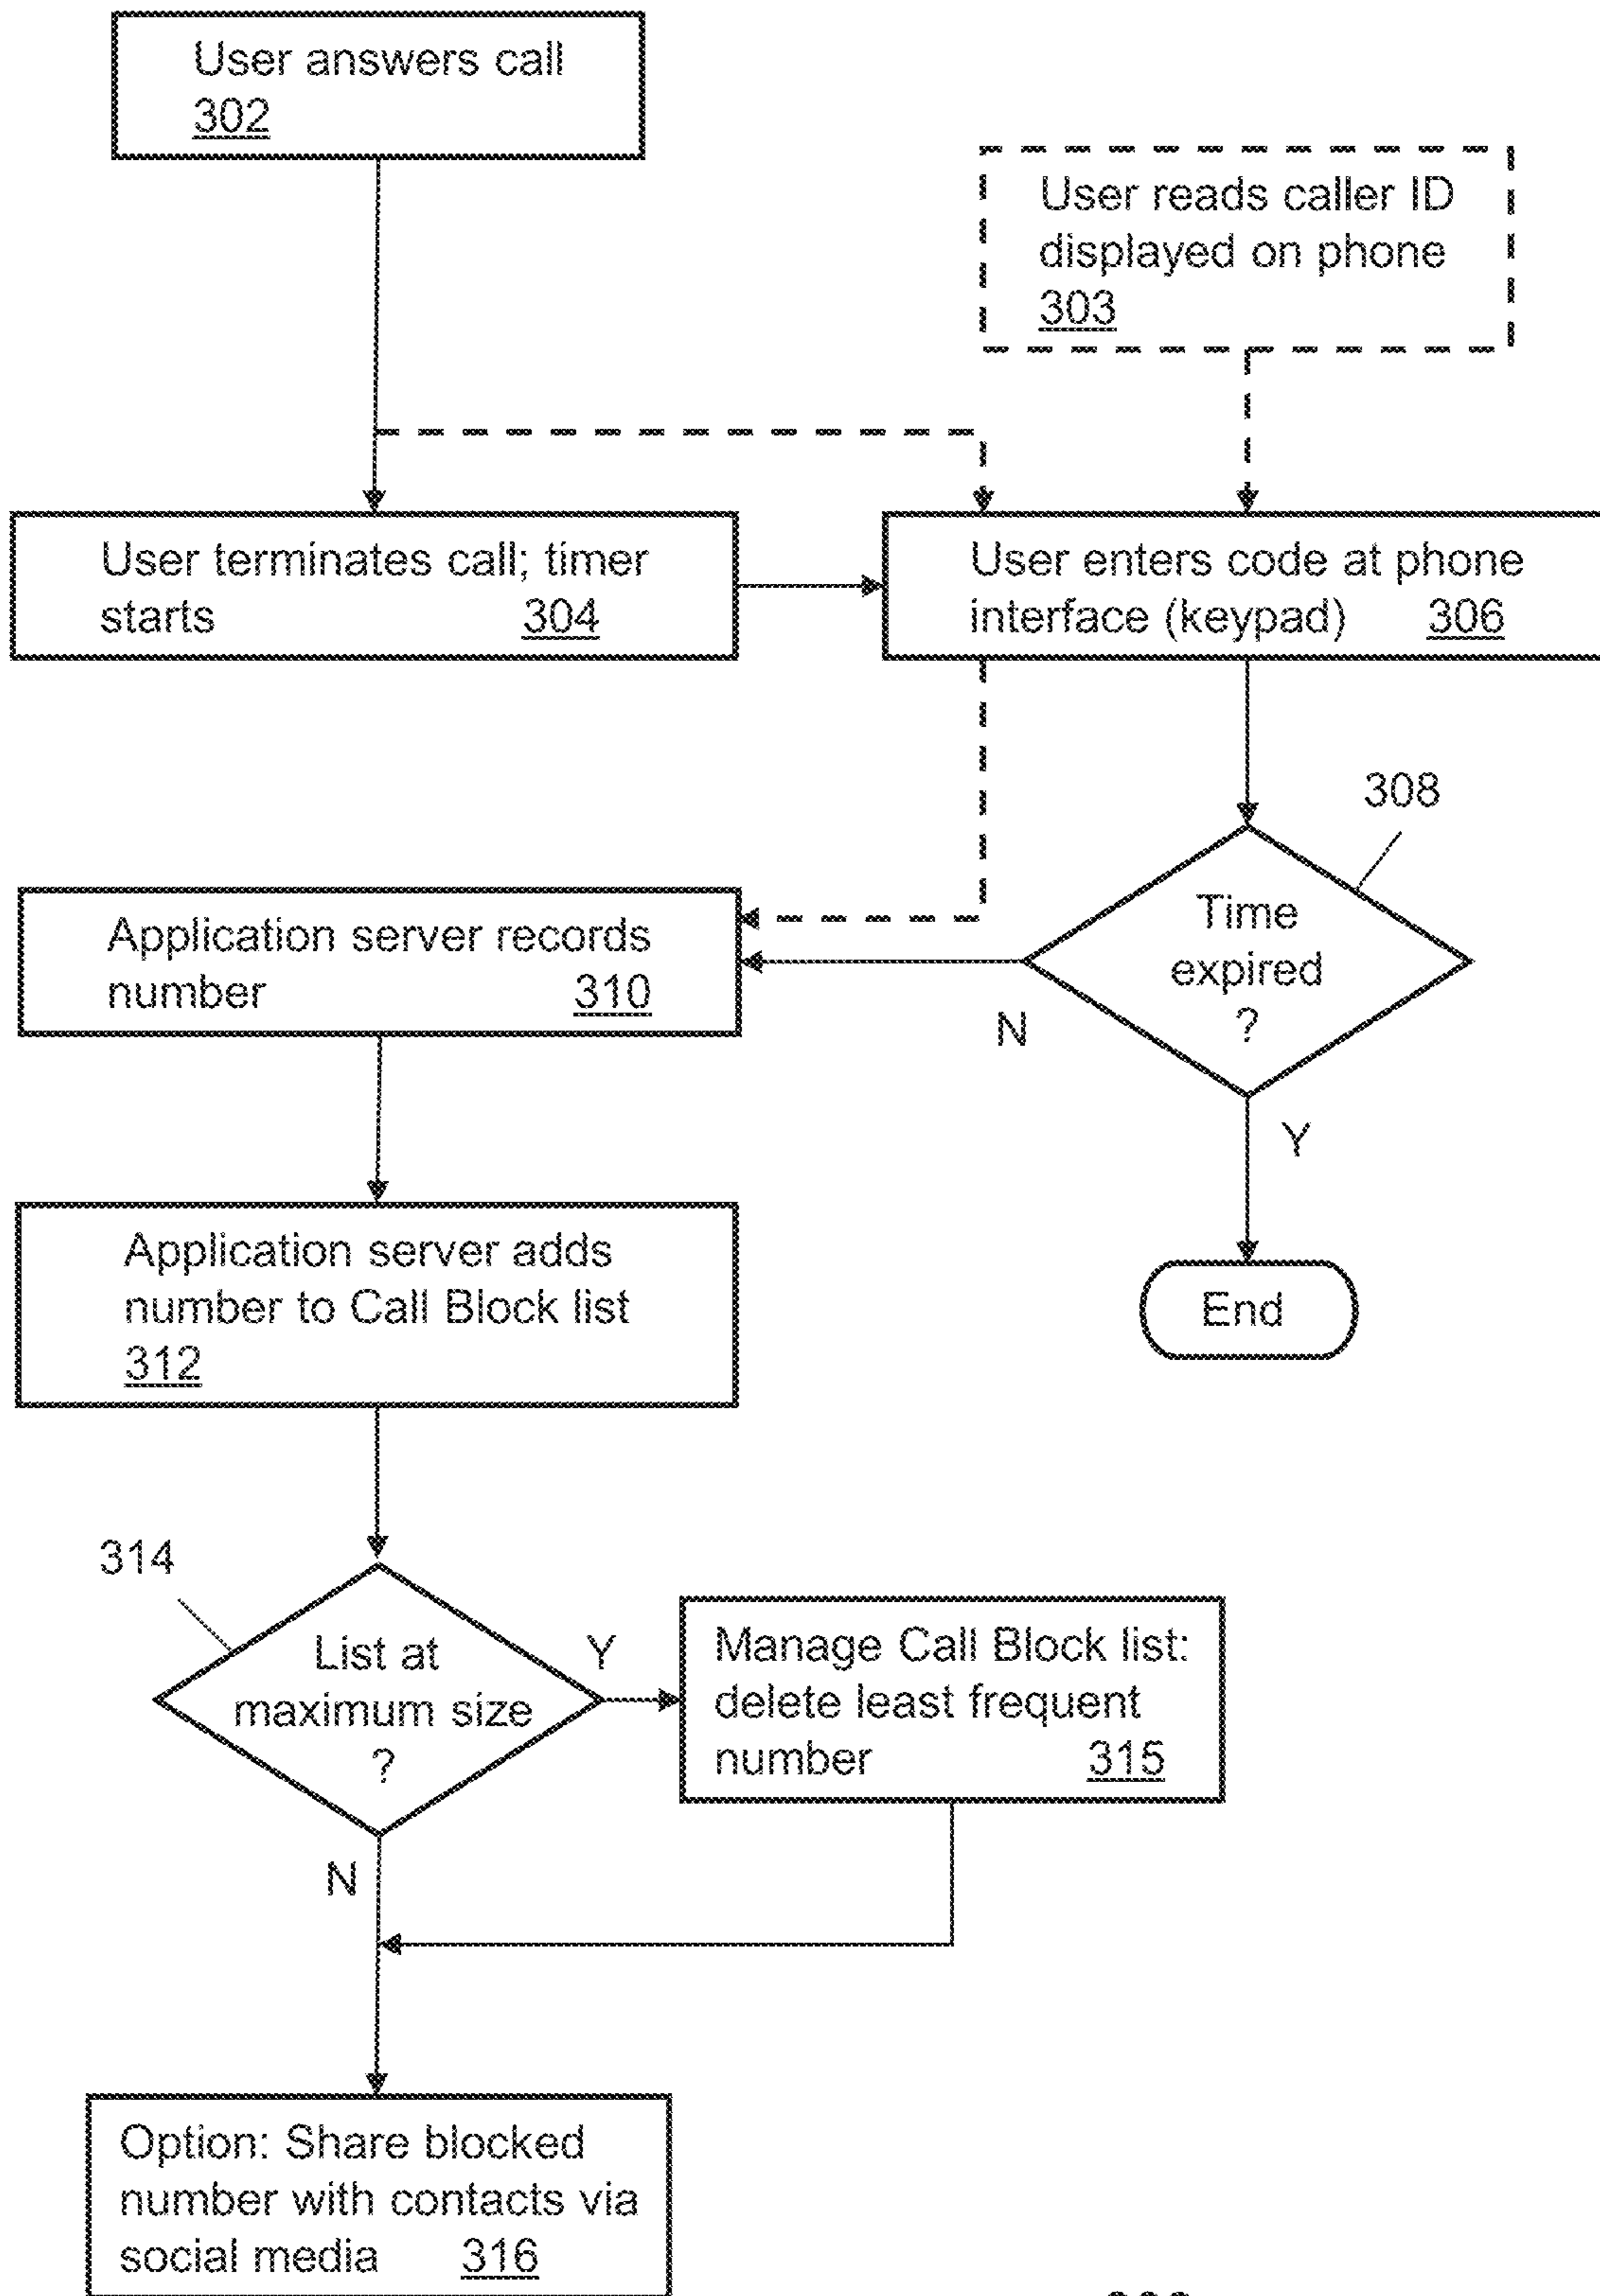 User answers call
302
User reads caller ID
displayed on phone
303
User terminates call; timer
starts 304
User enters code at phone
interface (keypad) 306
308
Time
expired
?
N
Y
End
Application server records
number 310
Application server adds
number to Call Block list
312
314
List at
maximum size
?
Y
N
Manage Call Block list:
delete least frequent
number 315
Option: Share blocked
number with contacts via
social media 316